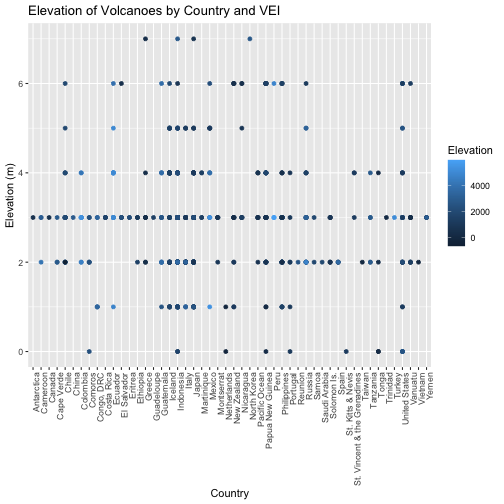 Elevation of Volcanoes by Country and VEI
Elevation (m)
6
4
2
0
Antarctica
Cameroon
Canada
Cape Verde
Chile
China
Colombia
Comoros
Congo, DRC
Costa Rica
Ecuador
El Salvador
Eritrea
Ethiopia
Greece
Guadeloupe
Guatemala
Iceland
Indonesia
Italy
Japan
Martinique
Mexico
Montserrat
Netherlands
New Zealand
Nicaragua
North Korea
Pacific Ocean
Papua New Guinea
Peru
Philippines
Portugal
Reunion
Russia
Samoa
Saudi Arabia
Solomon Is.
Spain
St. Kitts & Nevis
St. Vincent & the Grenadines
Taiwan
Tanzania
Tonga
Trinidad
Turkey
United States
Vanuatu
Vietnam
Yemen
Country
Elevation
4000
2000
0